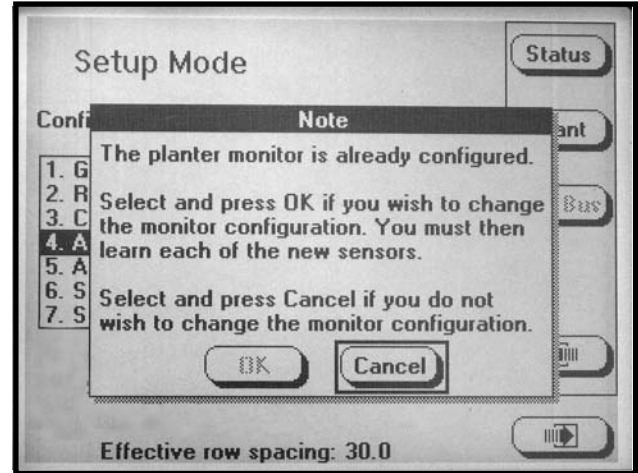 Setup Mode
Status
Confi
Note
ant
The planter monitor is already configured.
1. G
2. R
3. C
4. A
5. A
6. S
7. S
Select and press OK if you wish to change
the monitor configuration. You must then
learn each of the new sensors.
Bus
Select and press Cancel if you do not
wish to change the monitor configuration.
OK
Cancel
Effective row spacing: 30.0